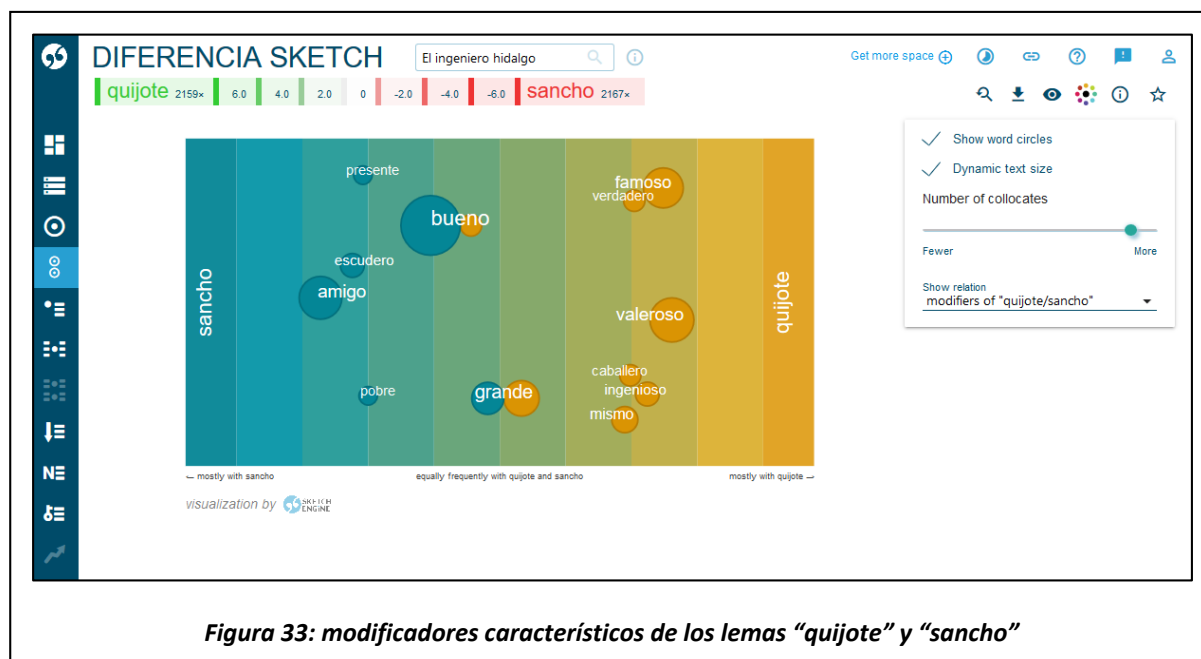 DIFERENCIA SKETCH
El ingeniero hidalgo
Get more space
quijote 2159× 6.0 4.0 2.0 0 -2.0 -4.0 -6.0 sancho 2167×
Show word circles
Dynamic text size
Number of collocates
Fewer More
Show relation
modifiers of "quijote/sancho"
presente
famoso
verdadero
bueno
escudero
amigo
sancho
quijote
valeroso
caballero
pobre
grande
ingenioso
mismo
mostly with sancho equally frequently with quijote and sancho mostly with quijote
visualization by SKETCH ENGINE
Figura 33: modificadores característicos de los lemas “quijote” y “sancho”